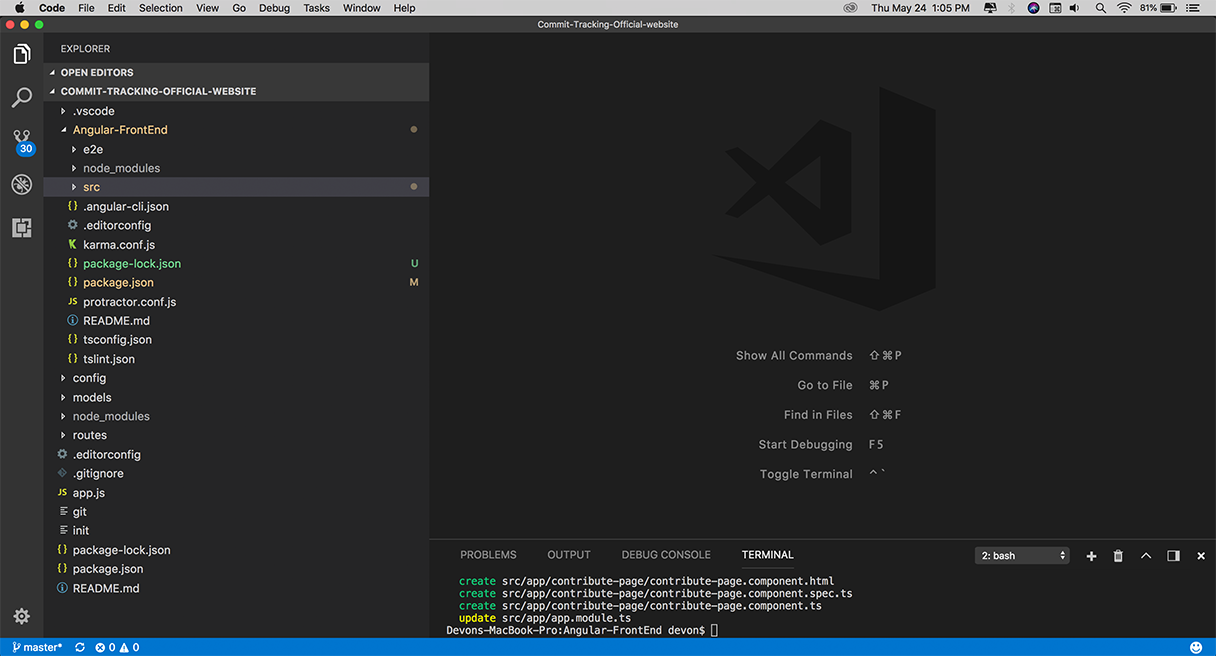 Code File Edit Selection View Go Debug Tasks Window Help Thu May 24 1:05 PM 81%
Commit-Tracking-Official-website
EXPLORER
OPEN EDITORS
COMMIT-TRACKING-OFFICIAL-WEBSITE
.vscode
Angular-FrontEnd
30
e2e
node_modules
src
{} .angular-cli.json
.editorconfig
K karma.conf.js
{} package-lock.json U
{} package.json M
JS protractor.conf.js
README.md
{} tsconfig.json
{} tslint.json
config
models
node_modules
routes
.editorconfig
.gitignore
JS app.js
git
init
{} package-lock.json
{} package.json
README.md
Show All Commands ⇧⌘P
Go to File ⌘P
Find in Files ⇧⌘F
Start Debugging F5
Toggle Terminal ^`
PROBLEMS OUTPUT DEBUG CONSOLE TERMINAL 2: bash
create src/app/contribute-page/contribute-page.component.html
create src/app/contribute-page/contribute-page.component.spec.ts
create src/app/contribute-page/contribute-page.component.ts
update src/app/app.module.ts
Devons-MacBook-Pro:Angular-FrontEnd devon$
master* 0 0